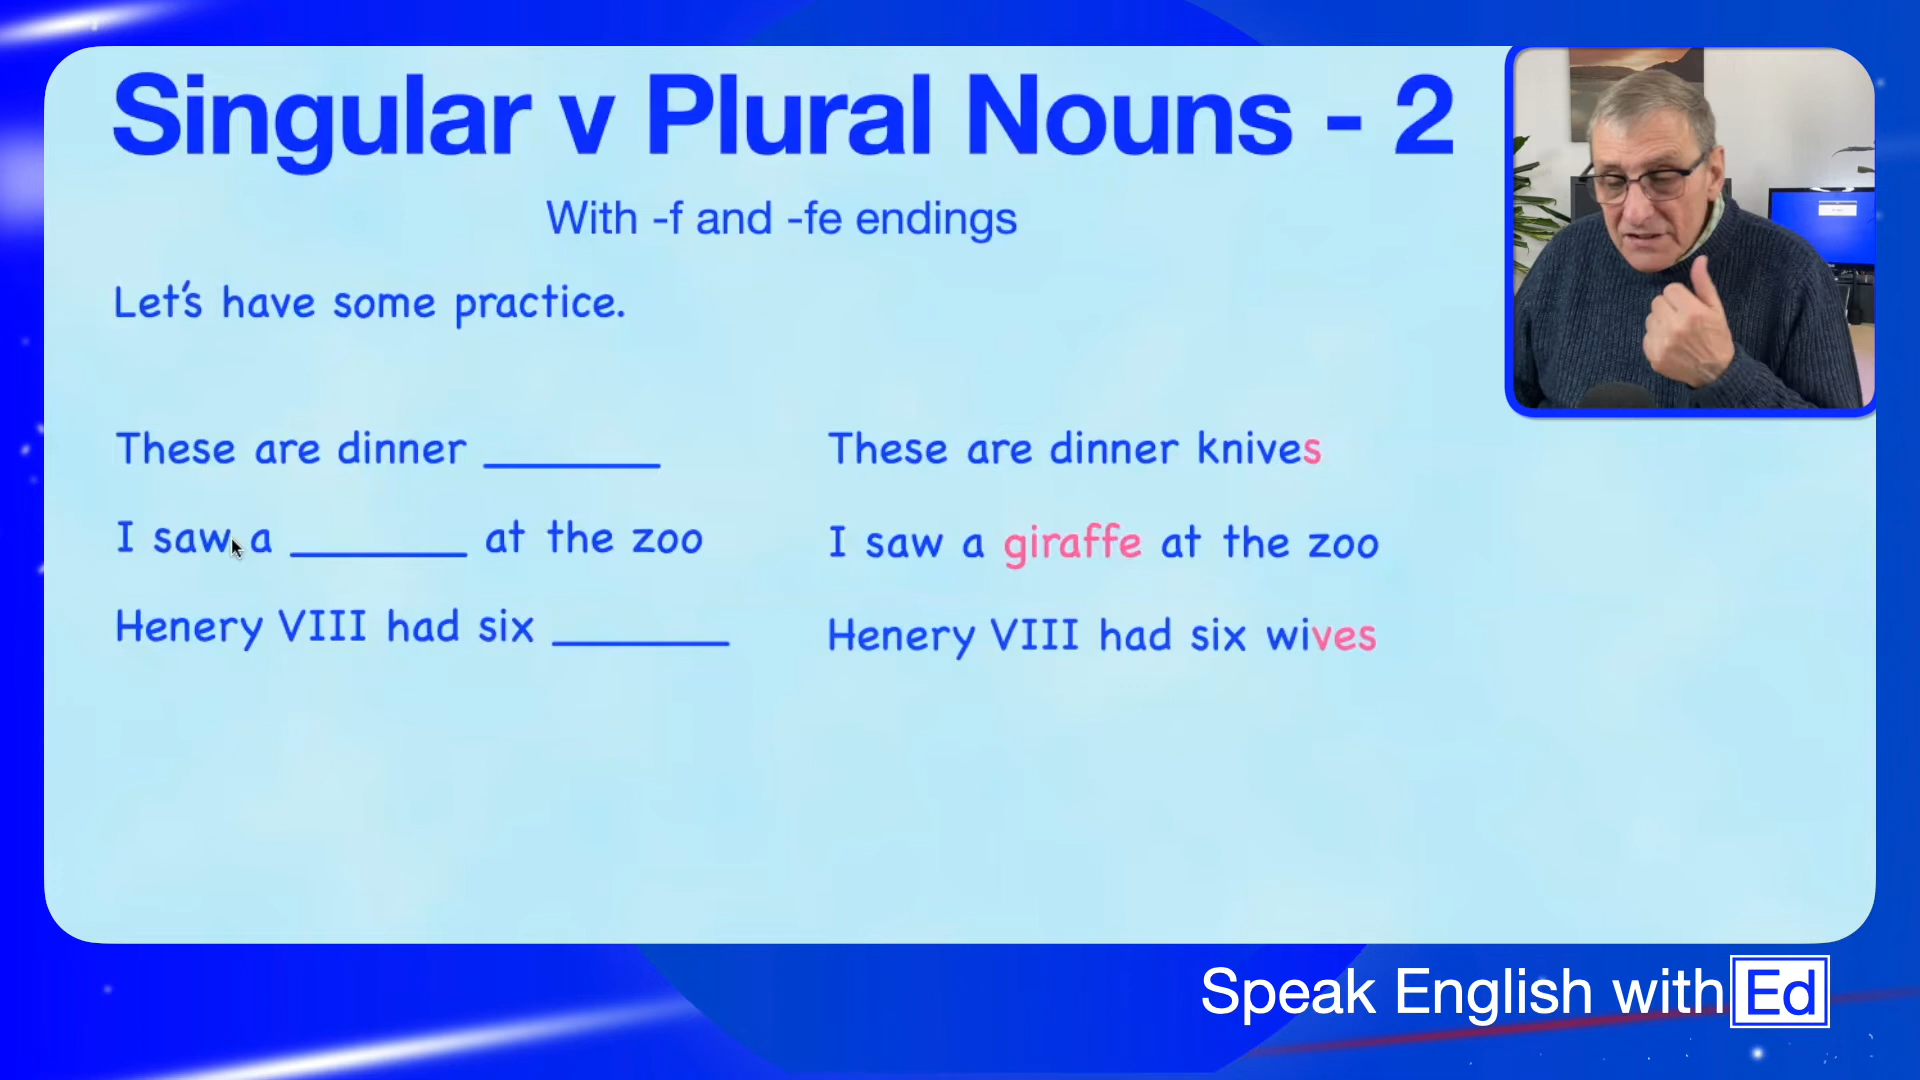 Singular v Plural Nouns - 2
With -f and -fe endings
Let's have some practice.
These are dinner ________
I saw a ________ at the zoo
Henery VIII had six ________
These are dinner knives
I saw a giraffe at the zoo
Henery VIII had six wives
Speak English with Ed